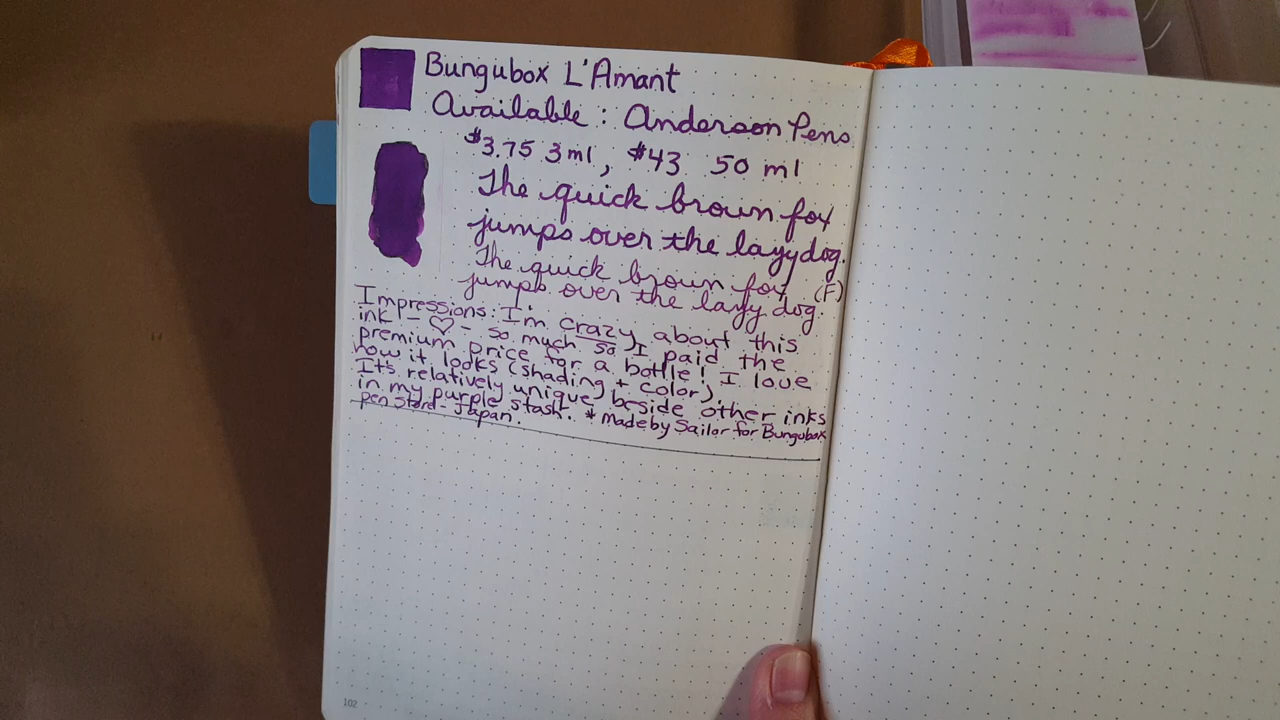 Bungubox L'Amant
Available: Anderson Pens
$3.75 3ml, $43 50 ml
The quick brown fox
jumps over the lazy dog.
The quick brown fox (F)
jumps over the lazy dog.
Impressions: I'm crazy about this
ink - ♡ - so much so, I paid the
premium price for a bottle! I love
how it looks (shading + color).
It's relatively unique beside other inks
in my purple stash. * made by Sailor for Bungubox
pen store - Japan.
102